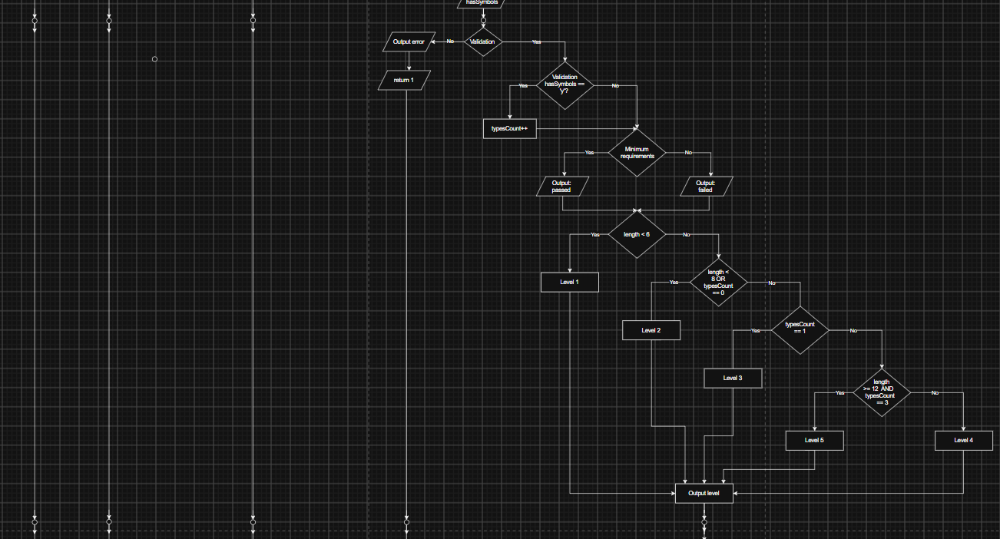 hasSymbols
Output error
No
Validation
Yes
return 1
Validation
hasSymbols ==
'y'?
Yes
No
typesCount++
Minimum
requirements
Yes
No
Output:
passed
Output:
failed
length < 6
Yes
No
Level 1
length <
8 OR
typesCount
== 0
Yes
No
Level 2
typesCount
== 1
Yes
No
Level 3
length
>= 12 AND
typesCount
== 3
Yes
No
Level 5
Level 4
Output level